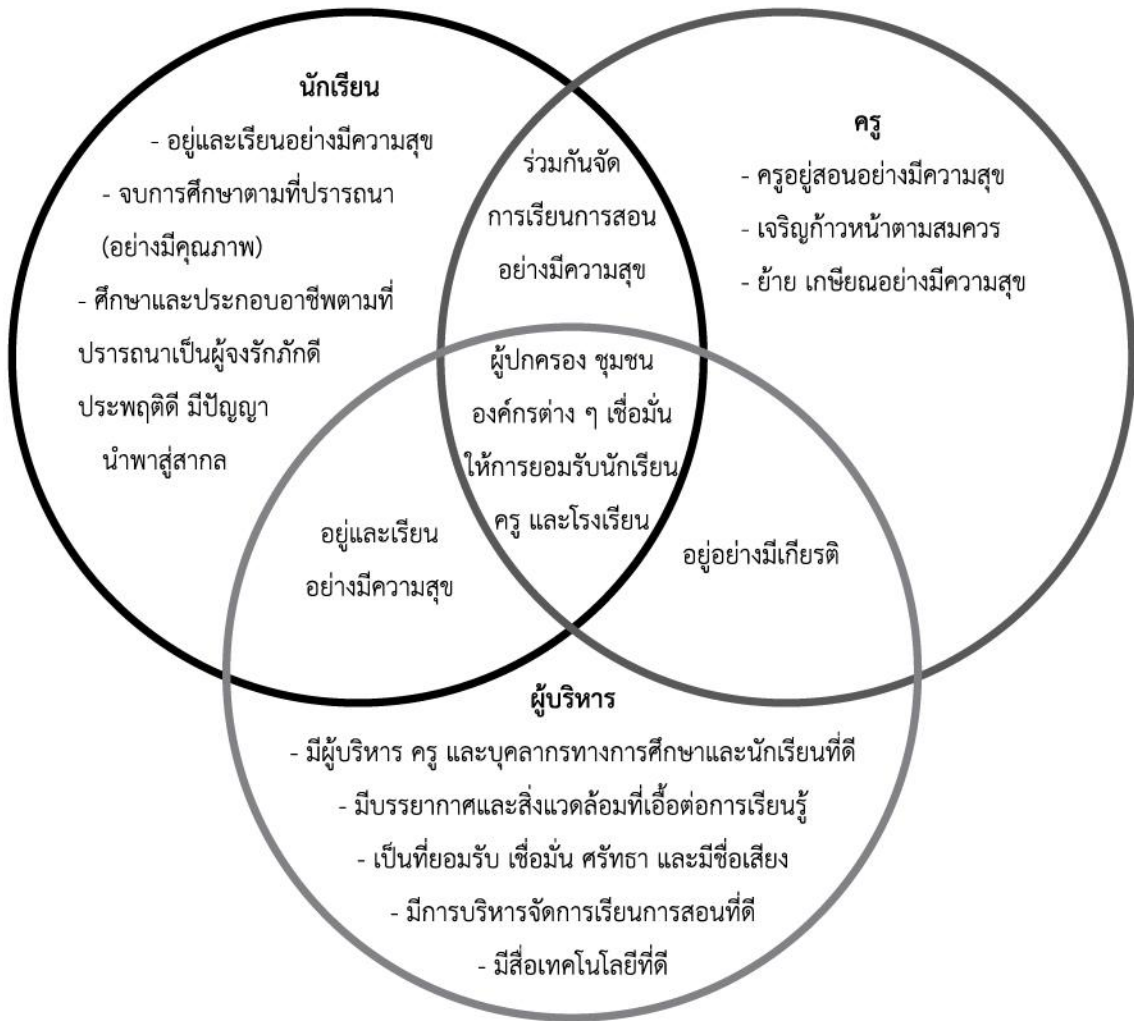 นักเรียน
- อยู่และเรียนอย่างมีความสุข
- จบการศึกษาตามที่ปรารถนา
(อย่างมีคุณภาพ)
- ศึกษาและประกอบอาชีพตามที่
ปรารถนาเป็นผู้จงรักภักดี
ประพฤติดี มีปัญญา
นำพาสู่สากล
ร่วมกันจัด
การเรียนการสอน
อย่างมีความสุข
ครู
- ครูอยู่สอนอย่างมีความสุข
- เจริญก้าวหน้าตามสมควร
- ย้าย เกษียณอย่างมีความสุข
ผู้ปกครอง ชุมชน
องค์กรต่าง ๆ เชื่อมั่น
ให้การยอมรับนักเรียน
ครู และโรงเรียน
อยู่และเรียน
อย่างมีความสุข
อยู่อย่างมีเกียรติ
ผู้บริหาร
- มีผู้บริหาร ครู และบุคลากรทางการศึกษาและนักเรียนที่ดี
- มีบรรยากาศและสิ่งแวดล้อมที่เอื้อต่อการเรียนรู้
- เป็นที่ยอมรับ เชื่อมั่น ศรัทธา และมีชื่อเสียง
- มีการบริหารจัดการเรียนการสอนที่ดี
- มีสื่อเทคโนโลยีที่ดี